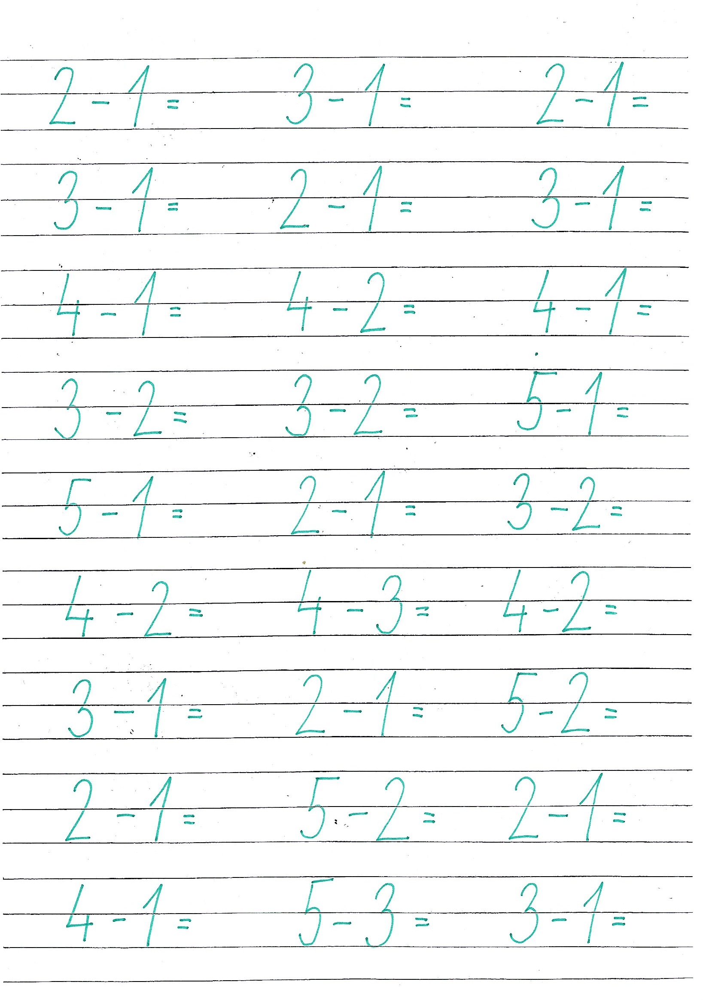 2 - 1 = 3 - 1 = 2 - 1 =
3 - 1 = 2 - 1 = 3 - 1 =
4 - 1 = 4 - 2 = 4 - 1 =
3 - 2 = 3 - 2 = 5 - 1 =
5 - 1 = 2 - 1 = 3 - 2 =
4 - 2 = 4 - 3 = 4 - 2 =
3 - 1 = 2 - 1 = 5 - 2 =
2 - 1 = 5 - 2 = 2 - 1 =
4 - 1 = 5 - 3 = 3 - 1 =